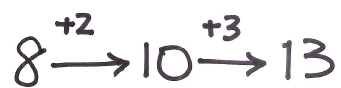 +2 +3
8 → 10 → 13